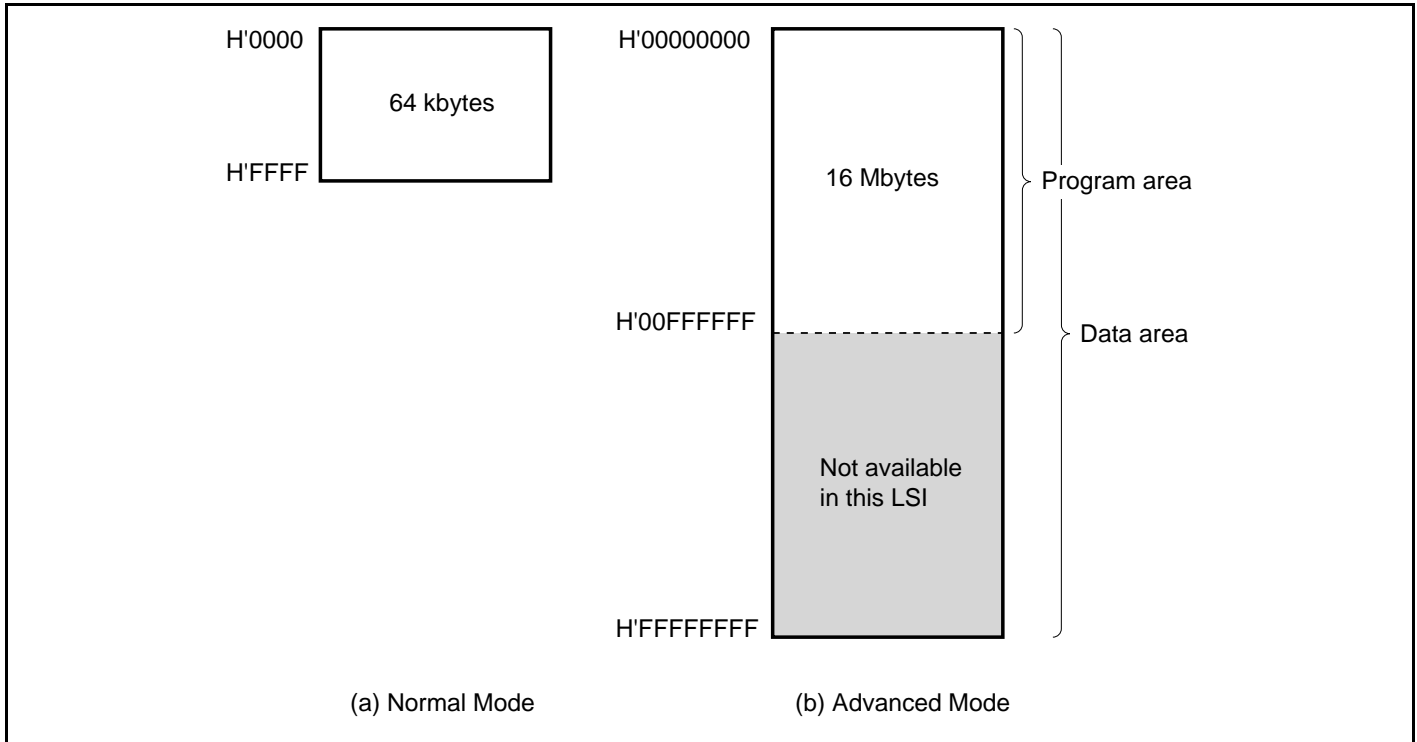 H'0000
64 kbytes
H'FFFF
(a) Normal Mode
H'00000000
16 Mbytes
Program area
H'00FFFFFF
Data area
Not available
in this LSI
H'FFFFFFFF
(b) Advanced Mode